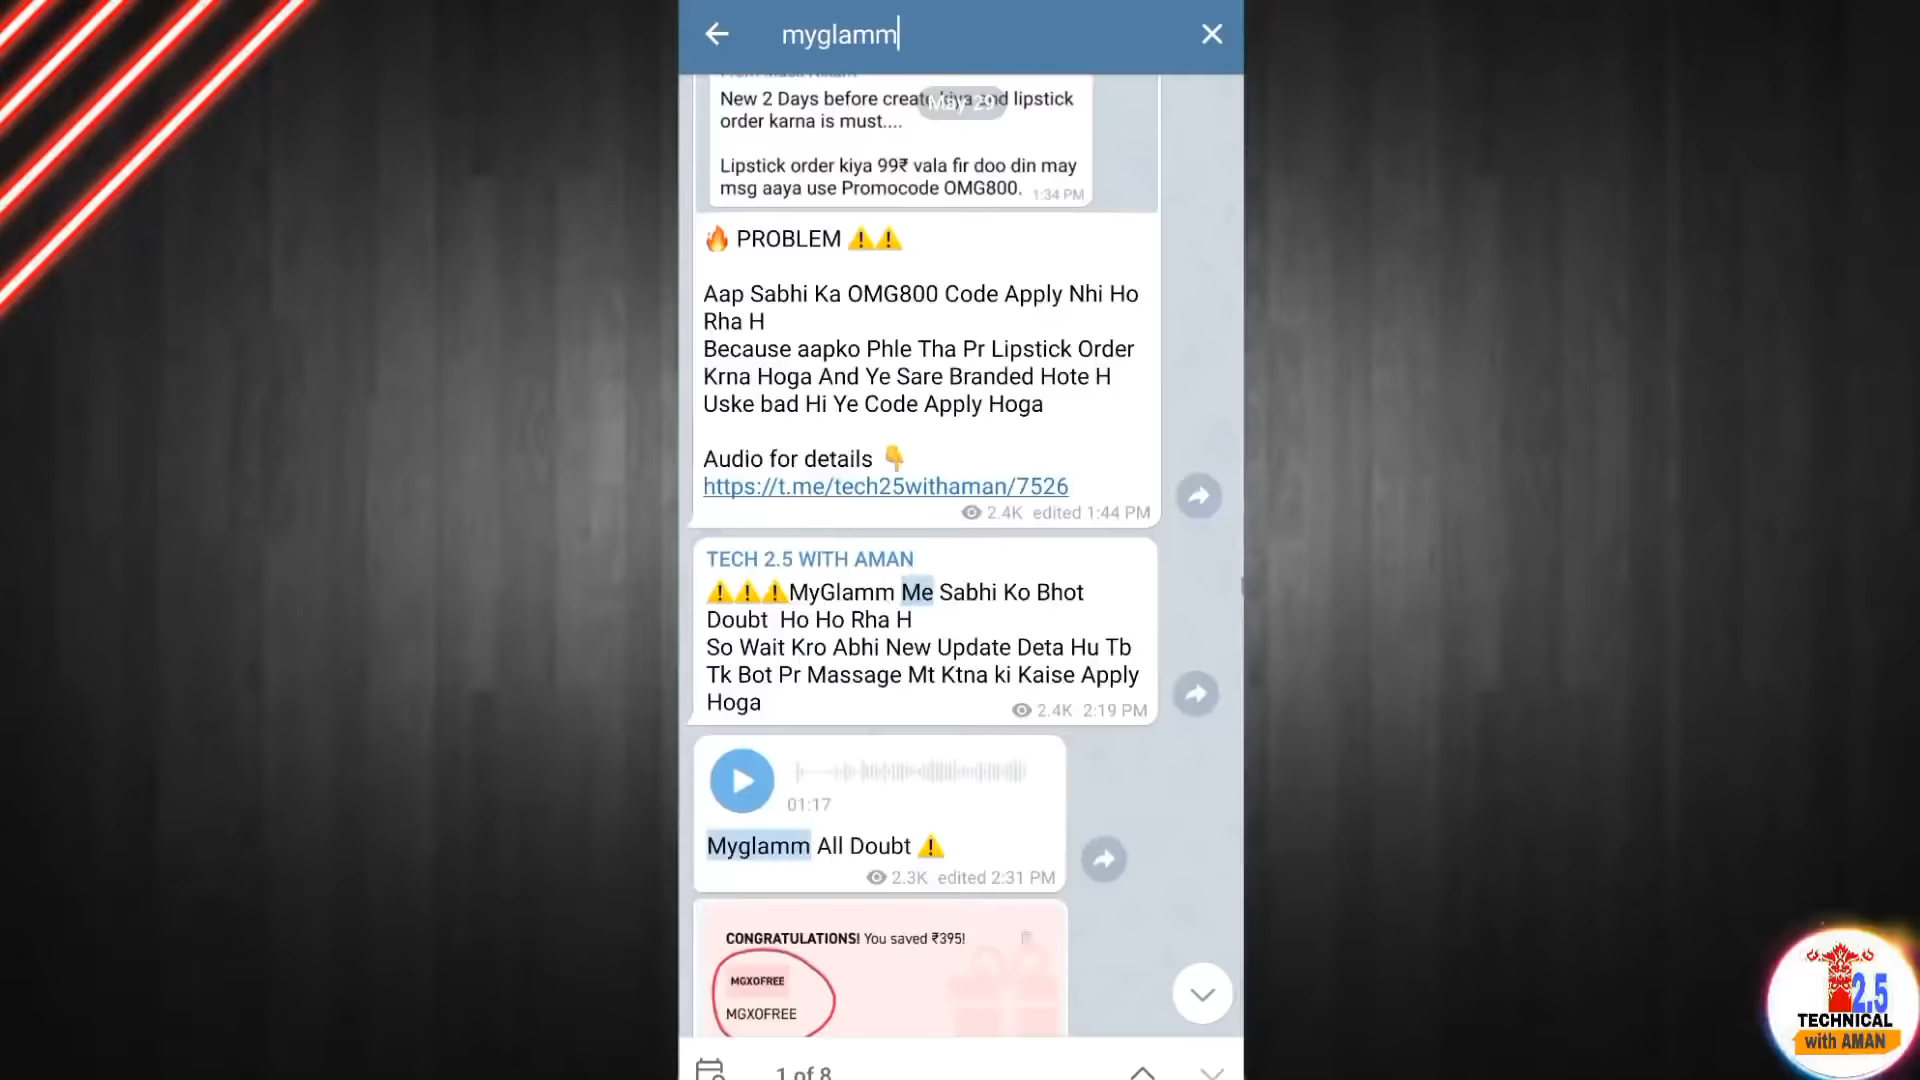 myglamm
May 29
New 2 Days before create kiya and lipstick
order karna is must....
Lipstick order kiya 99₹ vala fir doo din may
msg aaya use Promocode OMG800. 1:34 PM
🔥 PROBLEM ⚠️⚠️
Aap Sabhi Ka OMG800 Code Apply Nhi Ho
Rha H
Because aapko Phle Tha Pr Lipstick Order
Krna Hoga And Ye Sare Branded Hote H
Uske bad Hi Ye Code Apply Hoga
Audio for details 👇
https://t.me/tech25withaman/7526
2.4K edited 1:44 PM
TECH 2.5 WITH AMAN
⚠️⚠️⚠️MyGlamm Me Sabhi Ko Bhot
Doubt Ho Ho Rha H
So Wait Kro Abhi New Update Deta Hu Tb
Tk Bot Pr Massage Mt Ktna ki Kaise Apply
Hoga
2.4K 2:19 PM
01:17
Myglamm All Doubt ⚠️
2.3K edited 2:31 PM
CONGRATULATIONS! You saved ₹395!
MGXOFREE
MGXOFREE
1 of 8
2.5
TECHNICAL
with AMAN